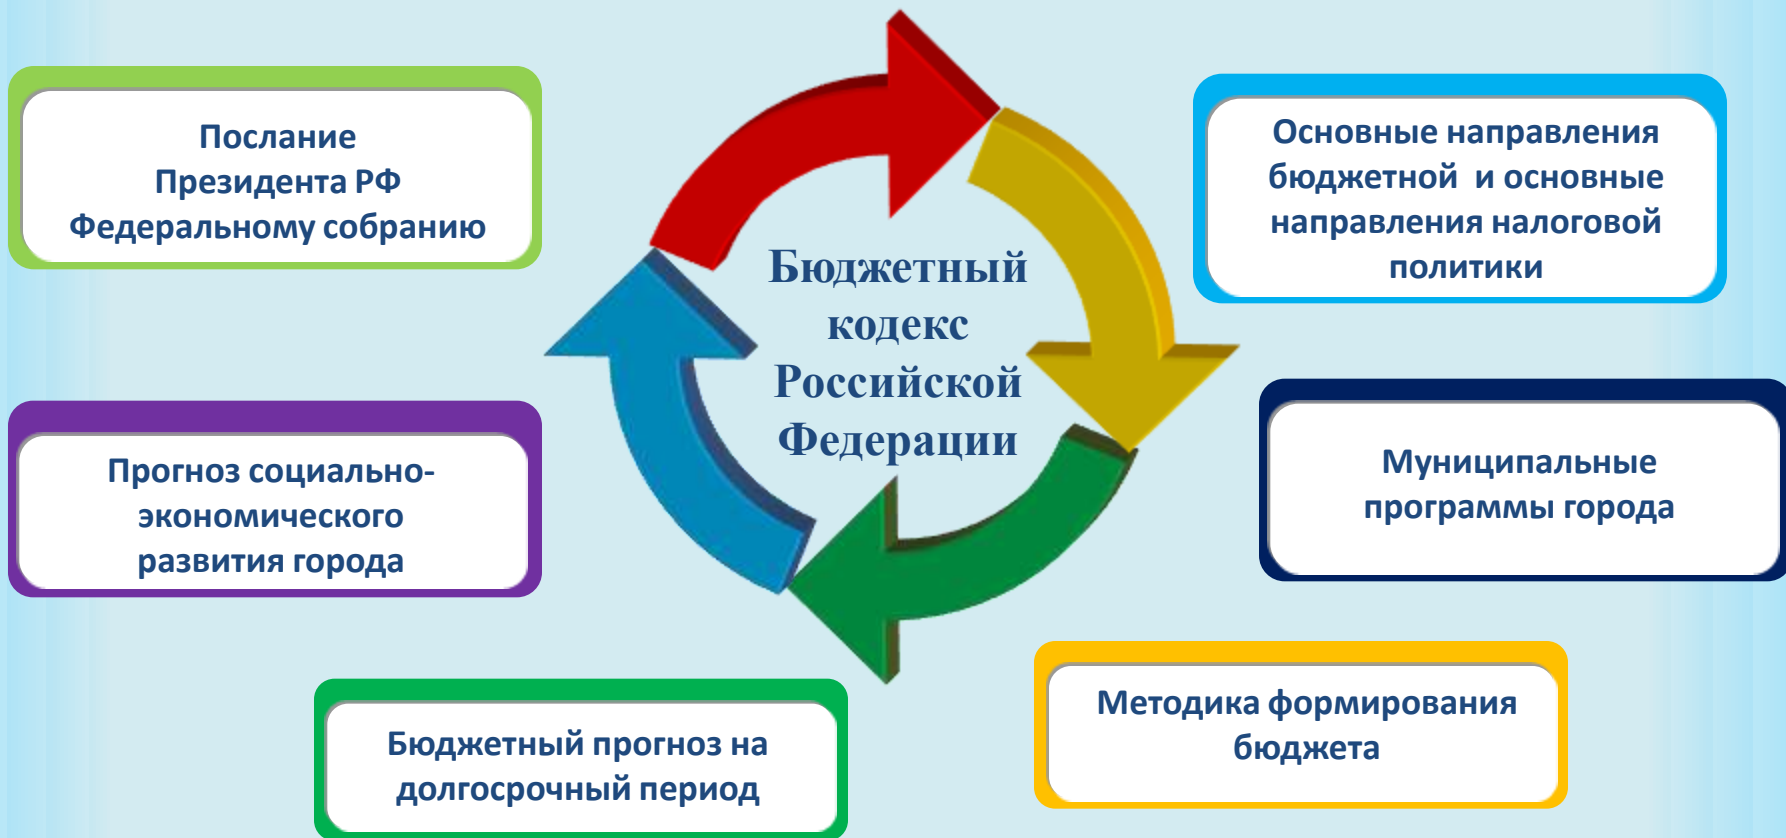 Послание
Президента РФ
Федеральному собранию
Основные направления
бюджетной и основные
направления налоговой
политики
Бюджетный
кодекс
Российской
Федерации
Прогноз социально-
экономического
развития города
Муниципальные
программы города
Бюджетный прогноз на
долгосрочный период
Методика формирования
бюджета